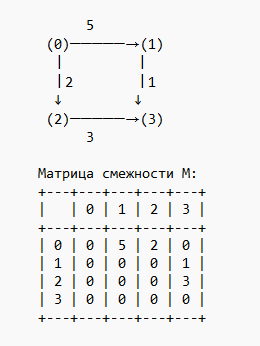 5
(0)──────→(1)
│ │
│2 │1
↓ ↓
(2)──────→(3)
3
Матрица смежности M:
+---+---+---+---+---+
| | 0 | 1 | 2 | 3 |
+---+---+---+---+---+
| 0 | 0 | 5 | 2 | 0 |
| 1 | 0 | 0 | 0 | 1 |
| 2 | 0 | 0 | 0 | 3 |
| 3 | 0 | 0 | 0 | 0 |
+---+---+---+---+---+